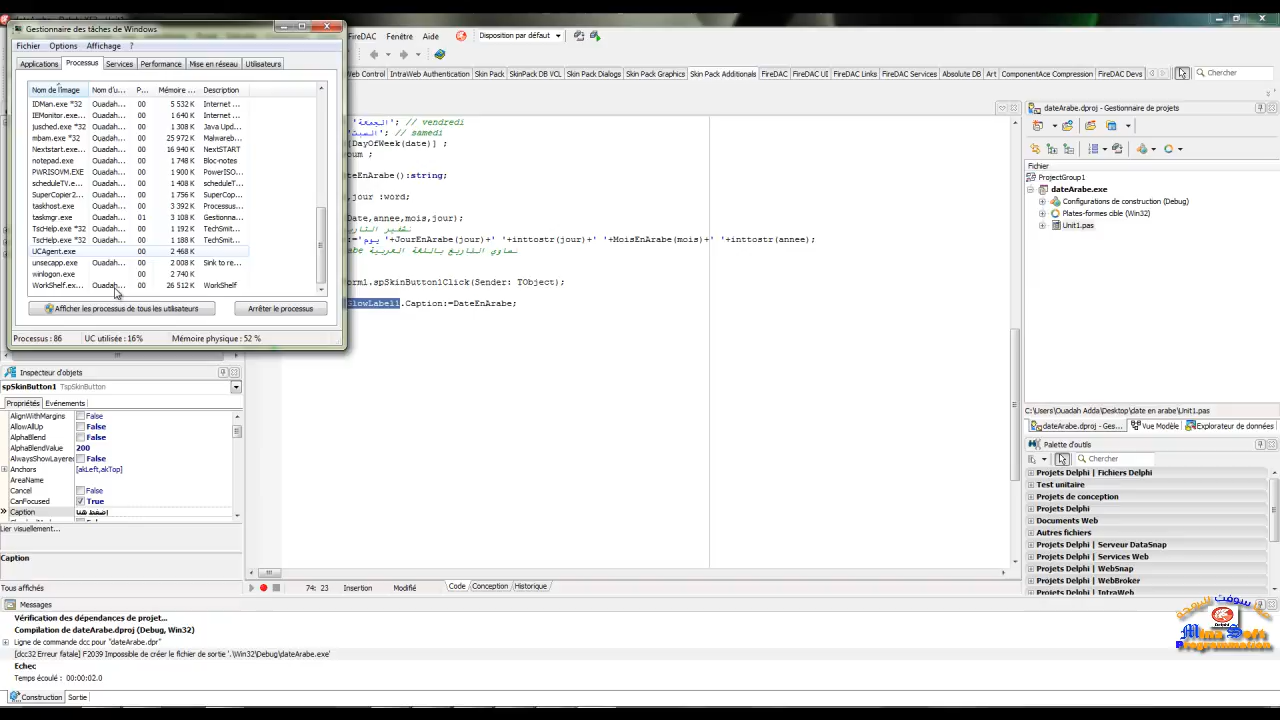 Gestionnaire des tâches de Windows
Fichier Options Affichage ?
Applications Processus Services Performance Mise en réseau Utilisateurs
Nom de l'image Nom d'u... P... Mémoire ... Description
IDMan.exe *32 Ouadah... 00 5 532 K Internet ...
IEMonitor.exe... Ouadah... 00 1 640 K Internet ...
jusched.exe *32 Ouadah... 00 1 308 K Java Upd...
mbam.exe *32 Ouadah... 00 25 972 K Malwareb...
Nextstart.exe... Ouadah... 00 16 940 K NextSTART
notepad.exe Ouadah... 00 1 748 K Bloc-notes
PWRISOVM.EXE Ouadah... 00 1 900 K PowerISO...
scheduleTV.e... Ouadah... 00 1 408 K scheduleT...
SuperCopier2... Ouadah... 00 1 756 K SuperCop...
taskhost.exe Ouadah... 00 3 392 K Processus...
taskmgr.exe Ouadah... 01 3 108 K Gestionna...
TscHelp.exe *32 Ouadah... 00 1 192 K TechSmit...
TscHelp.exe *32 Ouadah... 00 1 188 K TechSmit...
UCAgent.exe 00 2 468 K
unsecapp.exe Ouadah... 00 2 008 K Sink to re...
winlogon.exe 00 2 740 K
WorkShelf.ex... Ouadah... 00 26 512 K WorkShelf
Afficher les processus de tous les utilisateurs Arrêter le processus
Processus : 86 UC utilisée : 16% Mémoire physique : 52 %
FireDAC Fenêtre Aide Disposition par défaut
Web Control IntraWeb Authentication Skin Pack SkinPack DB VCL Skin Pack Dialogs Skin Pack Graphics Skin Pack Additionals FireDAC FireDAC UI FireDAC Links FireDAC Services Absolute DB Art ComponentAce Compression FireDAC Devs Chercher
'الجمعة'; // vendredi
'السبت'; // samedi
[DayOfWeek(date)] ;
oum ;
eEnArabe():string;
,jour :word;
Date,annee,mois,jour);
:='يوم '+JourEnArabe(jour)+' '+inttostr(jour)+' '+MoisEnArabe(mois)+' '+inttostr(annee);
orm1.spSkinButton1Click(Sender: TObject);
GlowLabel1.Caption:=DateEnArabe;
dateArabe.dproj - Gestionnaire de projets
Fichier
ProjectGroup1
dateArabe.exe
Configurations de construction (Debug)
Plates-formes cible (Win32)
Unit1.pas
C:\Users\Ouadah Adda\Desktop\date en arabe\Unit1.pas
dateArabe.dproj - Ges... Vue Modèle Explorateur de données
Palette d'outils
Chercher
Projets Delphi | Fichiers Delphi
Test unitaire
Projets de conception
Projets Delphi
Documents Web
Autres fichiers
Projets Delphi | Serveur DataSnap
Projets Delphi | Services Web
Projets Delphi | WebSnap
Projets Delphi | WebBroker
Projets Delphi | IntraWeb
Inspecteur d'objets
spSkinButton1 TspSkinButton
Propriétés Evénements
AlignWithMargins False
AllowAllUp False
AlphaBlend False
AlphaBlendValue 200
AlwaysShowLayered False
Anchors [akLeft,akTop]
AreaName
Cancel False
CanFocused True
Caption إضغط هنا
Lier visuellement...
Caption
Tous affichés
74: 23 Insertion Modifié Code Conception Historique
Messages
Vérification des dépendances de projet...
Compilation de dateArabe.dproj (Debug, Win32)
Ligne de commande dcc pour "dateArabe.dpr"
[dcc32 Erreur fatale] F2039 Impossible de créer le fichier de sortie '.\Win32\Debug\dateArabe.exe'
Echec
Temps écoulé : 00:00:02.0
Construction Sortie
Delphi
Mina Soft
Programmation